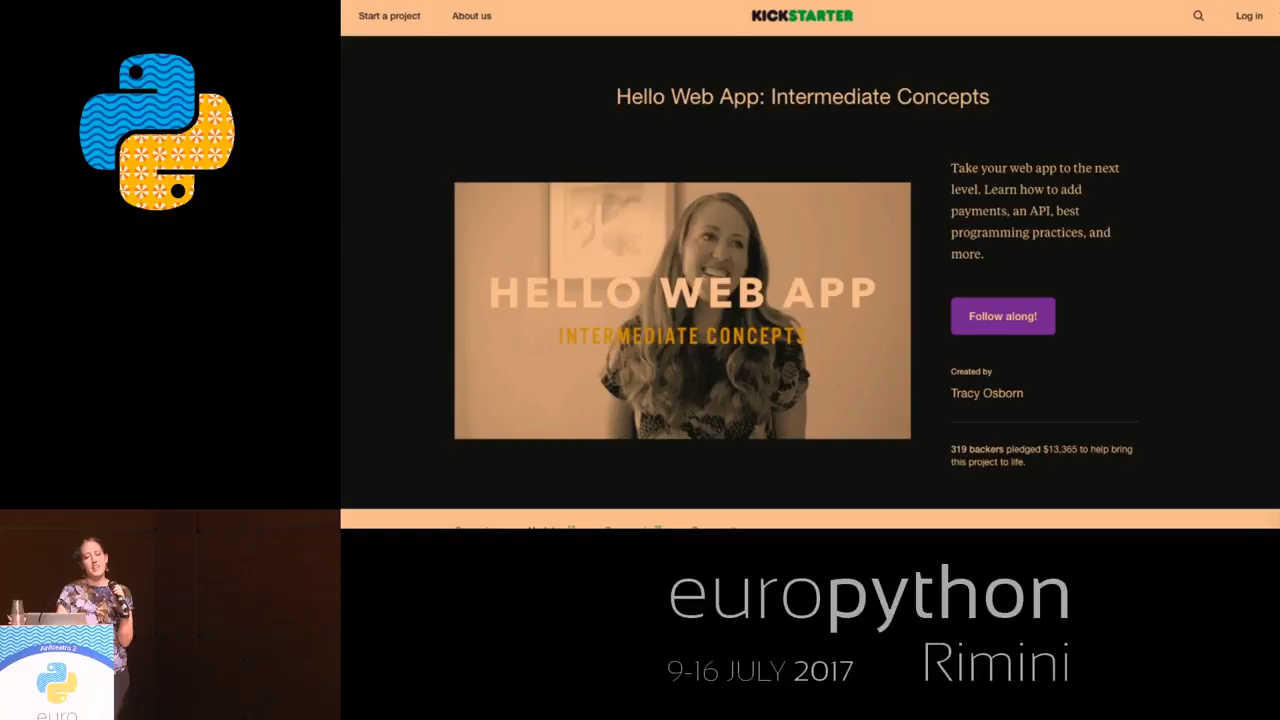 Start a project
About us
KICKSTARTER
Log in
Hello Web App: Intermediate Concepts
Take your web app to the next
level. Learn how to add
payments, an API, best
programming practices, and
more.
HELLO WEB APP
INTERMEDIATE CONCEPTS
Follow along!
Created by
Tracy Osborn
319 backers pledged $13,365 to help bring
this project to life.
europython
9-16 JULY 2017
Rimini
Anfiteatro 2
euro